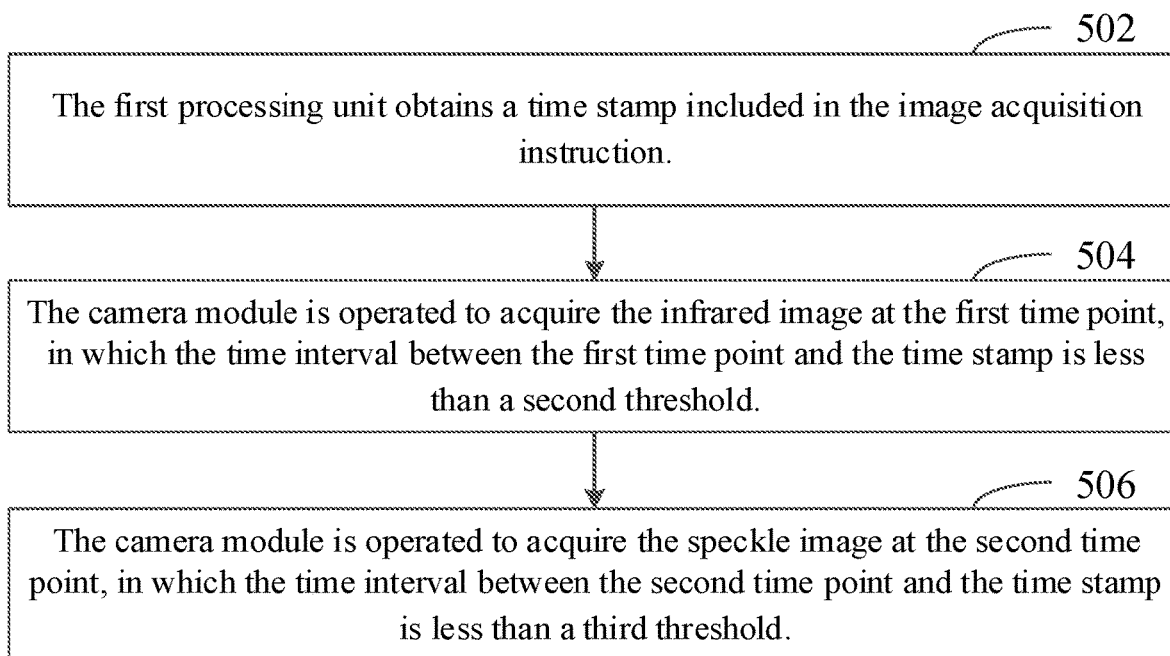 502
The first processing unit obtains a time stamp included in the image acquisition
instruction.
504
The camera module is operated to acquire the infrared image at the first time point,
in which the time interval between the first time point and the time stamp is less
than a second threshold.
506
The camera module is operated to acquire the speckle image at the second time
point, in which the time interval between the second time point and the time stamp
is less than a third threshold.